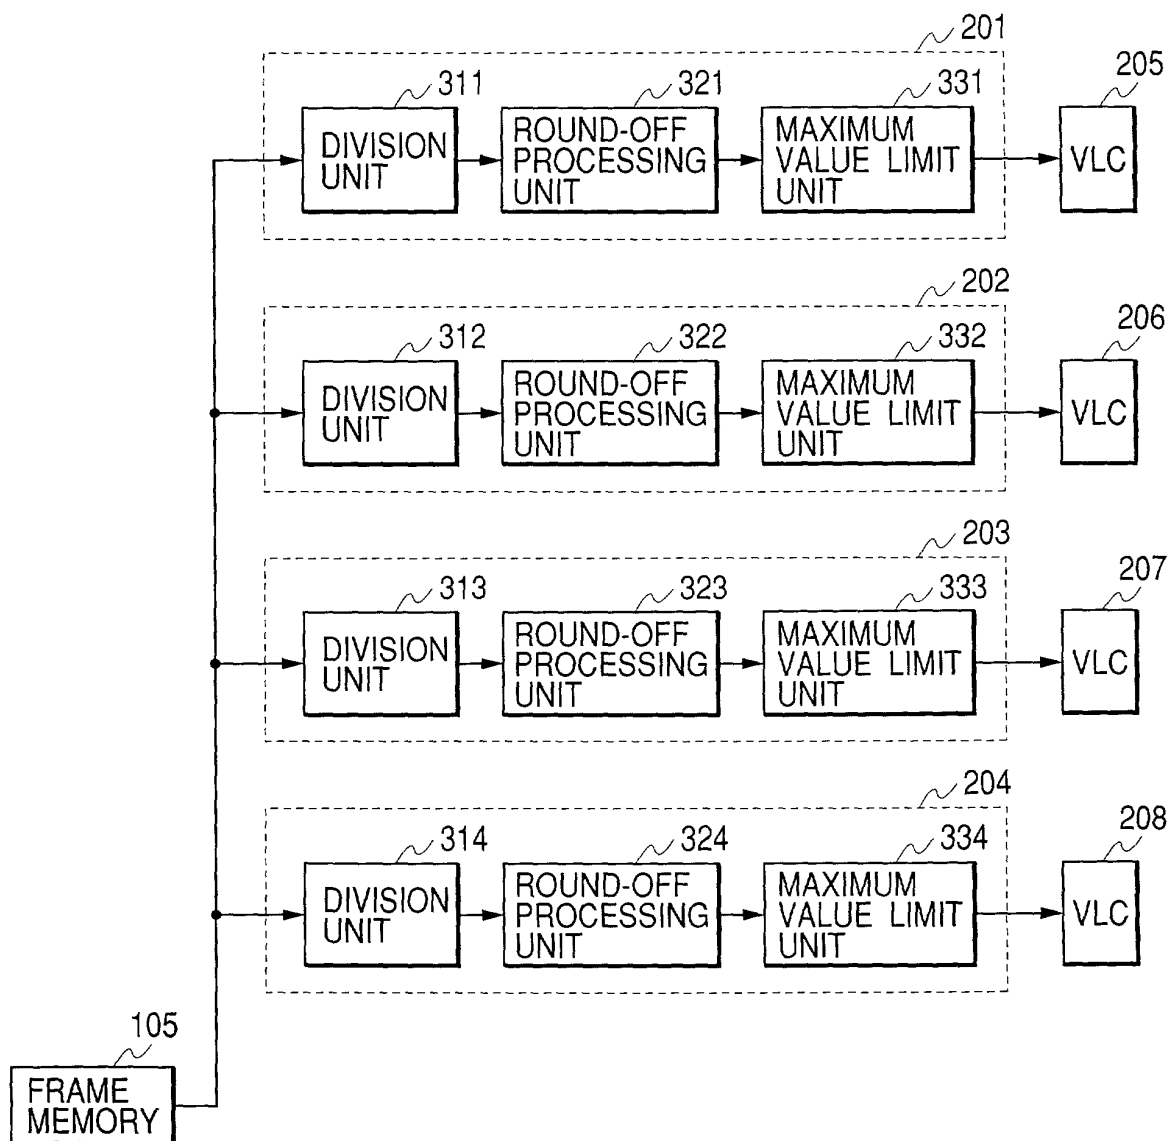 201
311
321
331
205
DIVISION
UNIT
ROUND-OFF
PROCESSING
UNIT
MAXIMUM
VALUE LIMIT
UNIT
VLC
202
312
322
332
206
DIVISION
UNIT
ROUND-OFF
PROCESSING
UNIT
MAXIMUM
VALUE LIMIT
UNIT
VLC
203
313
323
333
207
DIVISION
UNIT
ROUND-OFF
PROCESSING
UNIT
MAXIMUM
VALUE LIMIT
UNIT
VLC
204
314
324
334
208
DIVISION
UNIT
ROUND-OFF
PROCESSING
UNIT
MAXIMUM
VALUE LIMIT
UNIT
VLC
105
FRAME
MEMORY